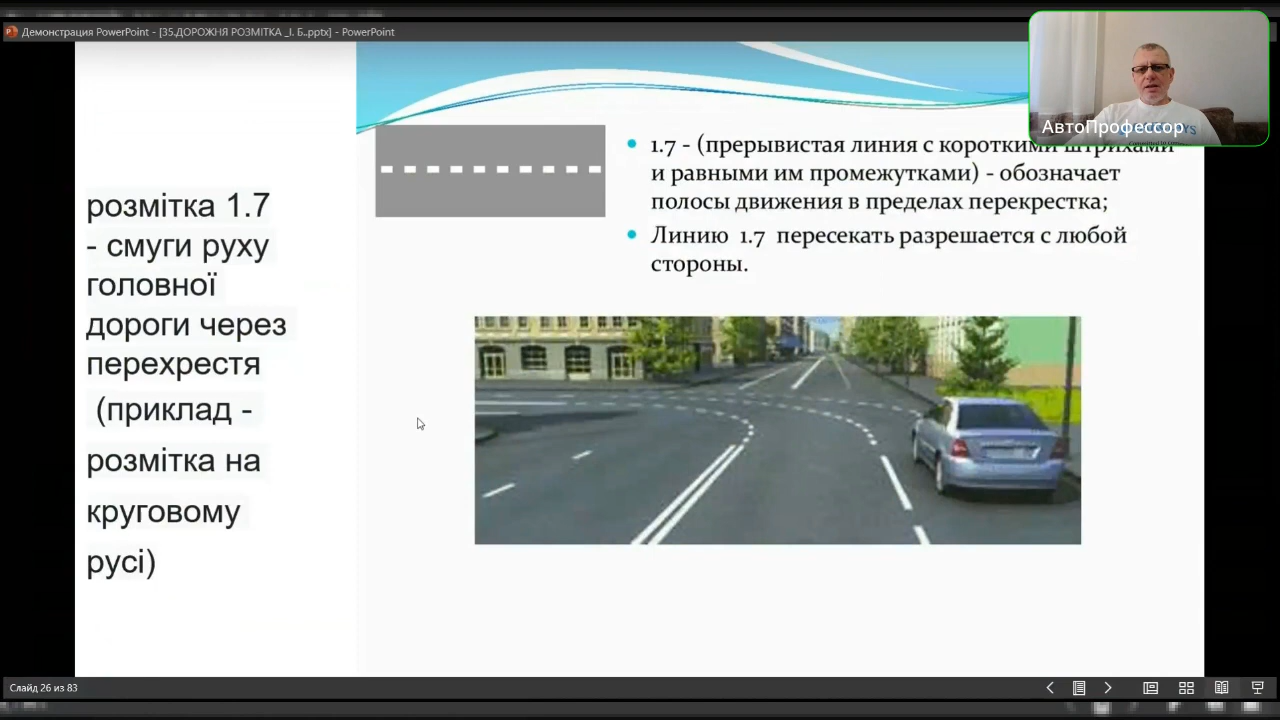 Демонстрация PowerPoint - [35.ДОРОЖНЯ РОЗМІТКА _І. Б..pptx] - PowerPoint
АвтоПрофессор
розмітка 1.7
- смуги руху
головної
дороги через
перехрестя
(приклад -
розмітка на
круговому
русі)
1.7 - (прерывистая линия с короткими штрихами
и равными им промежутками) - обозначает
полосы движения в пределах перекрестка;
Линию 1.7 пересекать разрешается с любой
стороны.
Слайд 26 из 83